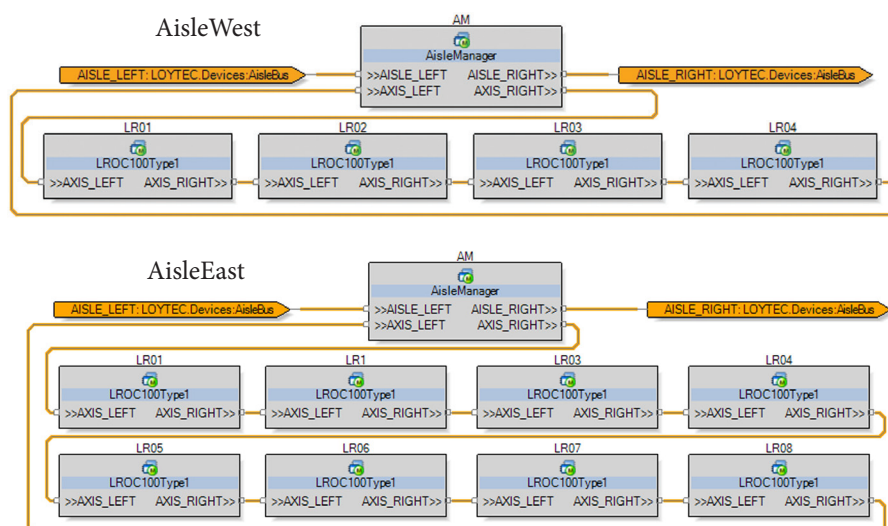 AisleWest
AM
AisleManager
AISLE_LEFT: LOYTEC.Devices:AisleBus >>AISLE_LEFT AISLE_RIGHT>> AISLE_RIGHT: LOYTEC.Devices:AisleBus
>>AXIS_LEFT AXIS_RIGHT>>
LR01 LR02 LR03 LR04
LROC100Type1 LROC100Type1 LROC100Type1 LROC100Type1
>>AXIS_LEFT AXIS_RIGHT>> >>AXIS_LEFT AXIS_RIGHT>> >>AXIS_LEFT AXIS_RIGHT>> >>AXIS_LEFT AXIS_RIGHT>>
AisleEast
AM
AisleManager
AISLE_LEFT: LOYTEC.Devices:AisleBus >>AISLE_LEFT AISLE_RIGHT>> AISLE_RIGHT: LOYTEC.Devices:AisleBus
>>AXIS_LEFT AXIS_RIGHT>>
LR01 LR1 LR03 LR04
LROC100Type1 LROC100Type1 LROC100Type1 LROC100Type1
>>AXIS_LEFT AXIS_RIGHT>> >>AXIS_LEFT AXIS_RIGHT>> >>AXIS_LEFT AXIS_RIGHT>> >>AXIS_LEFT AXIS_RIGHT>>
LR05 LR06 LR07 LR08
LROC100Type1 LROC100Type1 LROC100Type1 LROC100Type1
>>AXIS_LEFT AXIS_RIGHT>> >>AXIS_LEFT AXIS_RIGHT>> >>AXIS_LEFT AXIS_RIGHT>> >>AXIS_LEFT AXIS_RIGHT>>